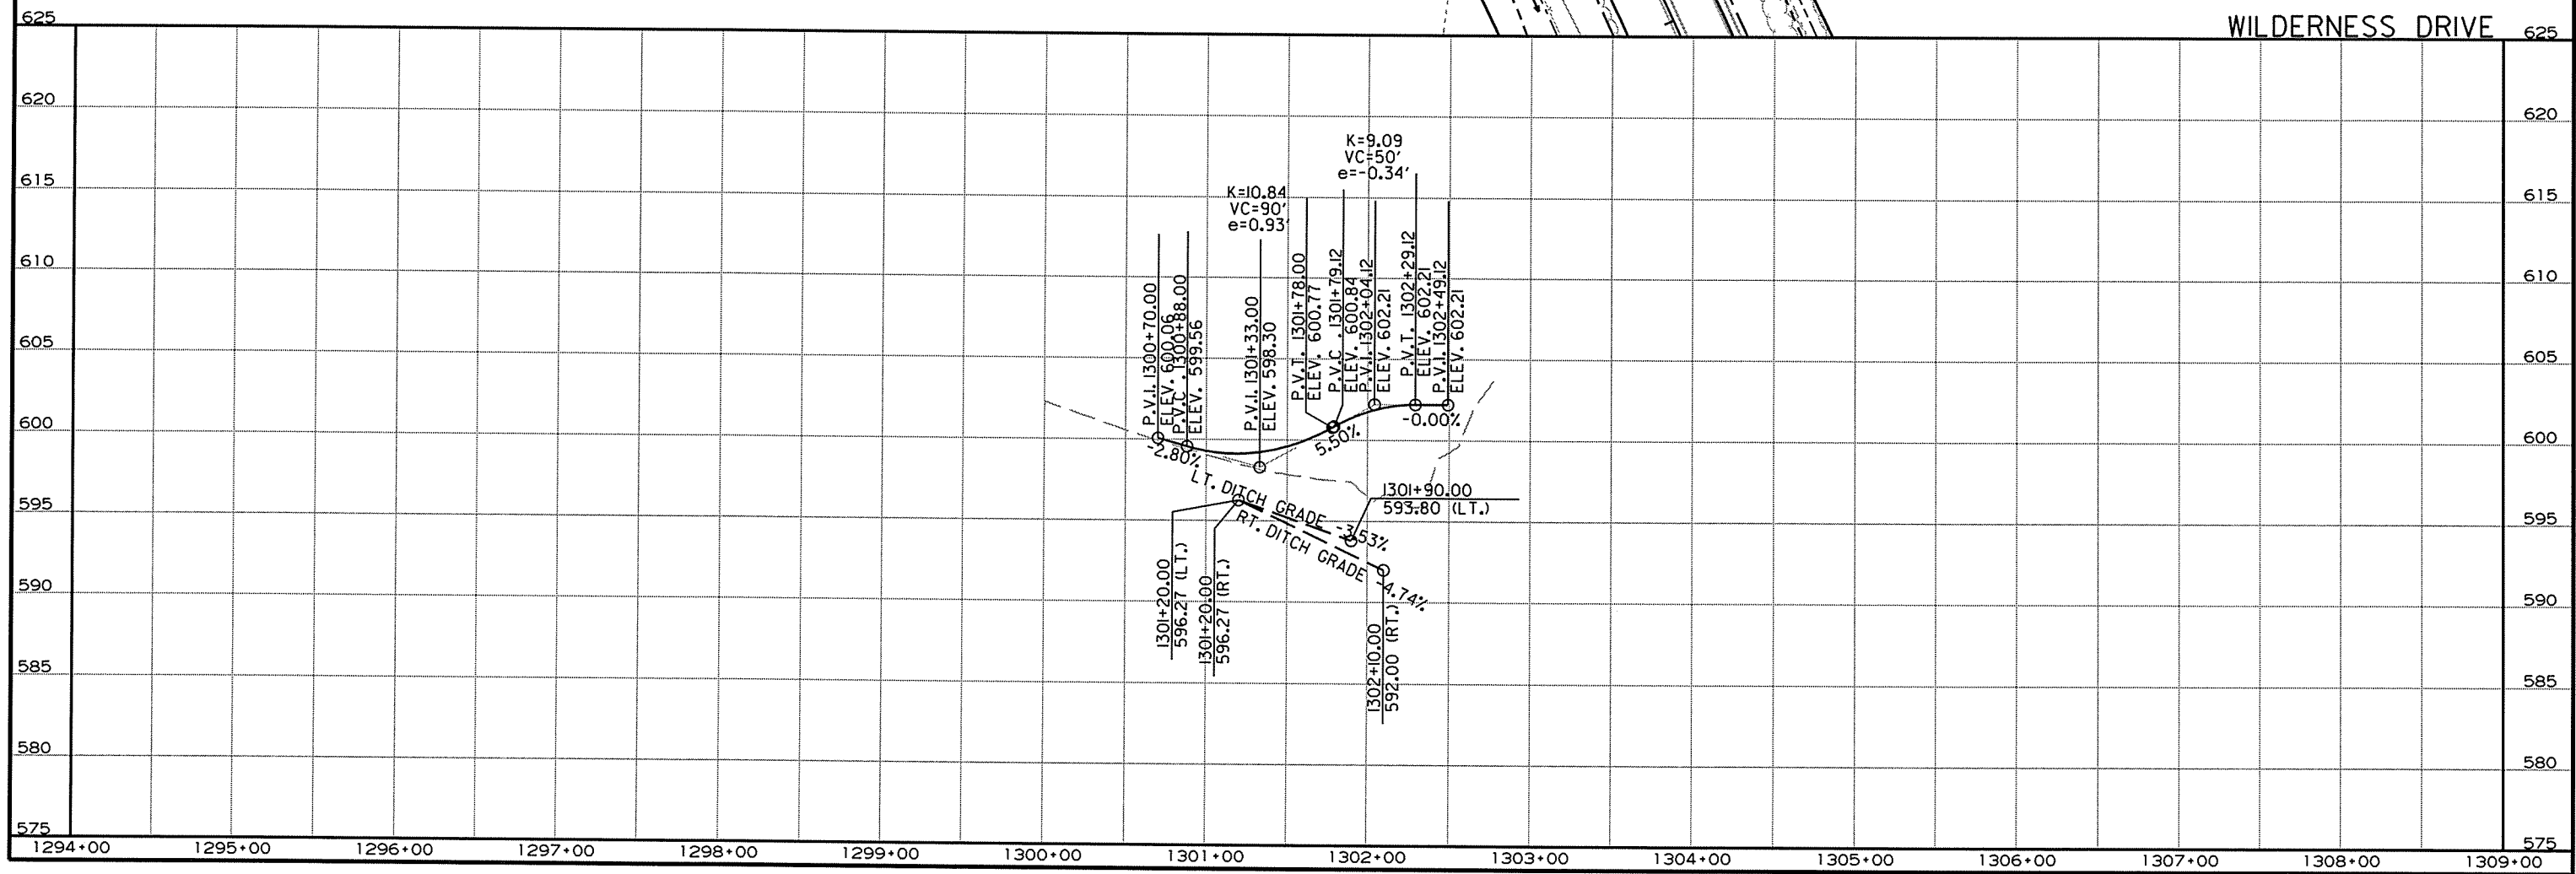 WILDERNESS DRIVE
625
625
620
620
615
615
610
610
605
605
600
600
595
595
590
590
585
585
580
580
575
575
K=10.84
VC=90'
e=0.93'
K=9.09
VC=50'
e=-0.34'
P.V.I. 1300+70.00
ELEV. 600.06
P.V.C. 1300+88.00
ELEV. 599.56
P.V.I. 1301+33.00
ELEV. 598.30
P.V.T. 1301+78.00
ELEV. 600.77
P.V.C. 1301+79.12
ELEV. 600.84
P.V.I. 1302+04.12
ELEV. 602.21
P.V.T. 1302+29.12
ELEV. 602.21
P.V.I. 1302+49.12
ELEV. 602.21
-2.80%
5.50%
-0.00%
LT. DITCH GRADE -3.53%
RT. DITCH GRADE -4.74%
1301+90.00
593.80 (LT.)
1301+20.00
596.27 (LT.)
1301+20.00
596.27 (RT.)
1302+10.00
592.00 (RT.)
1294+00
1295+00
1296+00
1297+00
1298+00
1299+00
1300+00
1301+00
1302+00
1303+00
1304+00
1305+00
1306+00
1307+00
1308+00
1309+00